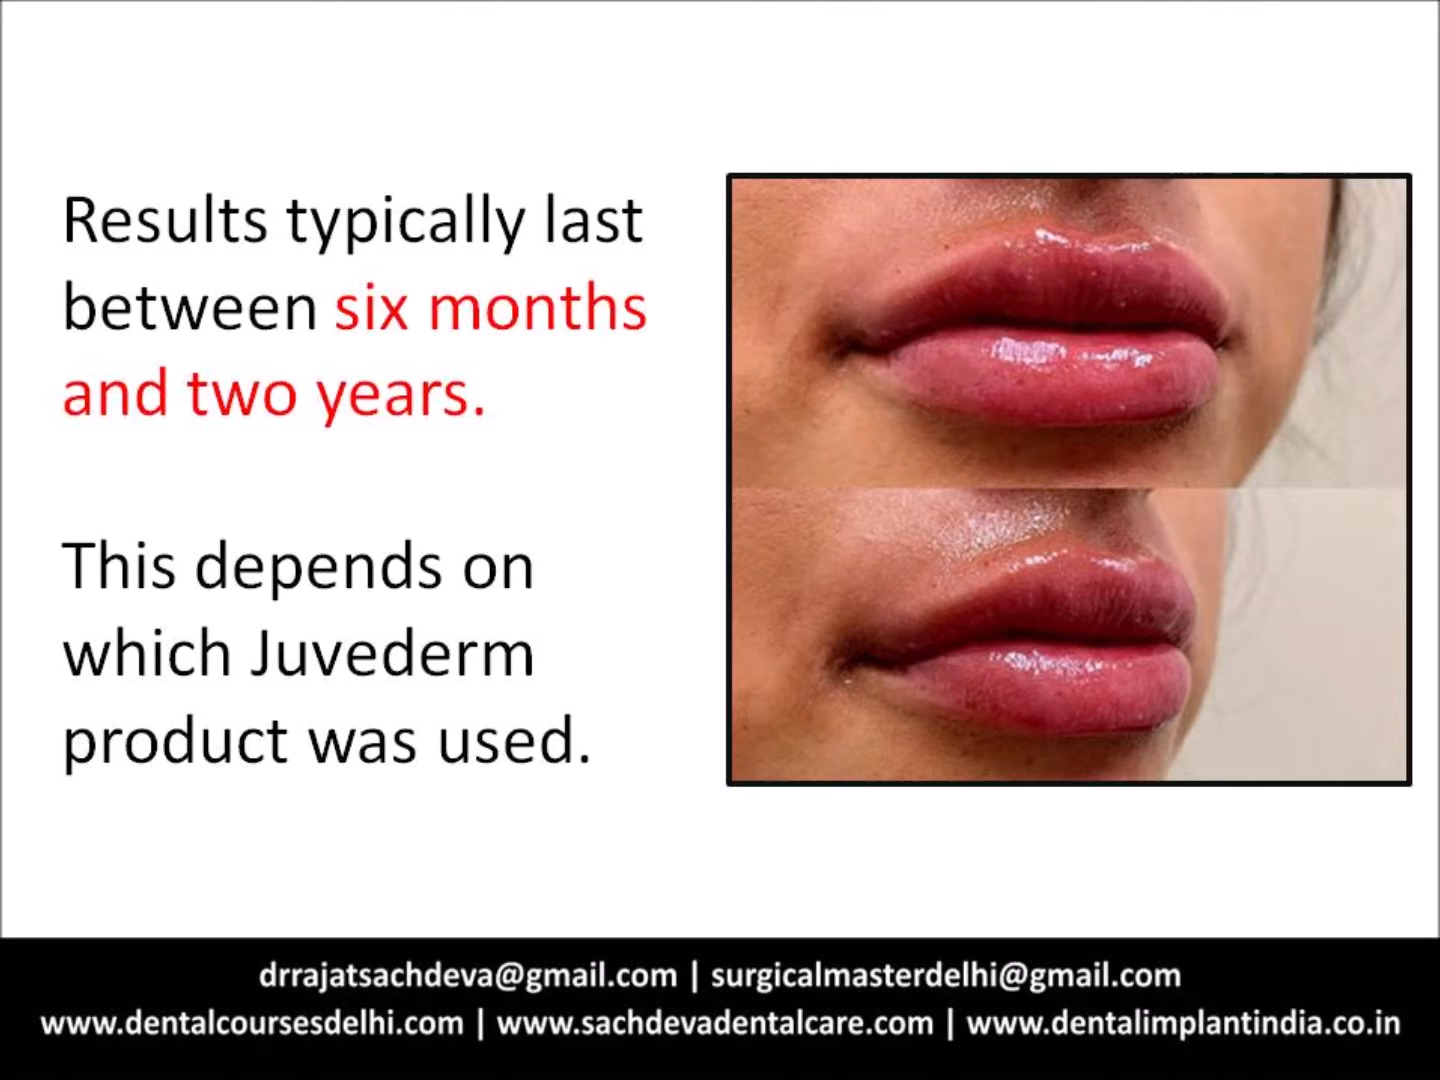 Results typically last
between six months
and two years.
This depends on
which Juvederm
product was used.
drrajatsachdeva@gmail.com | surgicalmasterdelhi@gmail.com
www.dentalcoursesdelhi.com | www.sachdevadentalcare.com | www.dentalimplantindia.co.in